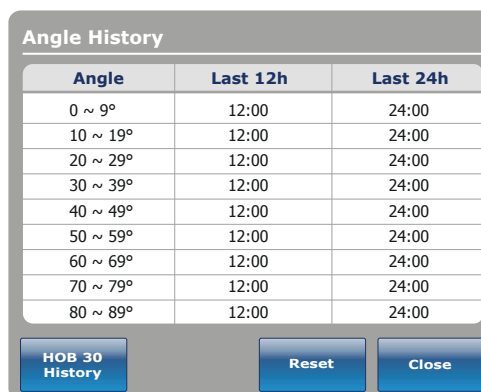 Angle History
Angle Last 12h Last 24h
0 ~ 9° 12:00 24:00
10 ~ 19° 12:00 24:00
20 ~ 29° 12:00 24:00
30 ~ 39° 12:00 24:00
40 ~ 49° 12:00 24:00
50 ~ 59° 12:00 24:00
60 ~ 69° 12:00 24:00
70 ~ 79° 12:00 24:00
80 ~ 89° 12:00 24:00
HOB 30
History
Reset
Close